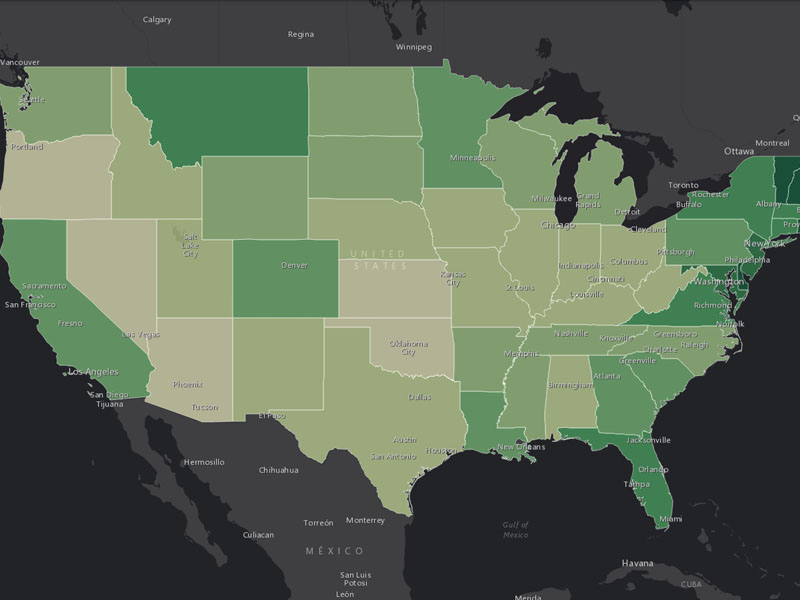 Calgary
Regina
Winnipeg
Vancouver
Seattle
Portland
Ottawa
Montreal
Minneapolis
Toronto
Rochester
Buffalo
Albany
Milwaukee
Grand
Rapids
Detroit
Chicago
Cleveland
New York
Pittsburgh
Philadelphia
Salt
Lake
City
UNITED
STATES
Denver
Kansas
City
St Louis
Indianapolis
Columbus
Cincinnati
Louisville
Washington
Richmond
Norfolk
Sacramento
San Francisco
Fresno
Las Vegas
Los Angeles
San Diego
Tijuana
Phoenix
Tucson
Oklahoma
City
Memphis
Nashville
Knoxville
Greensboro
Raleigh
Charlotte
Greenville
Birmingham
Atlanta
Dallas
El Paso
Austin
Houston
San Antonio
New Orleans
Jacksonville
Orlando
Tampa
Miami
Hermosillo
Chihuahua
Culiacan
Torreón
Monterrey
MÉXICO
Gulf of
Mexico
San Luis
Potosi
León
Havana
CUBA
Merida